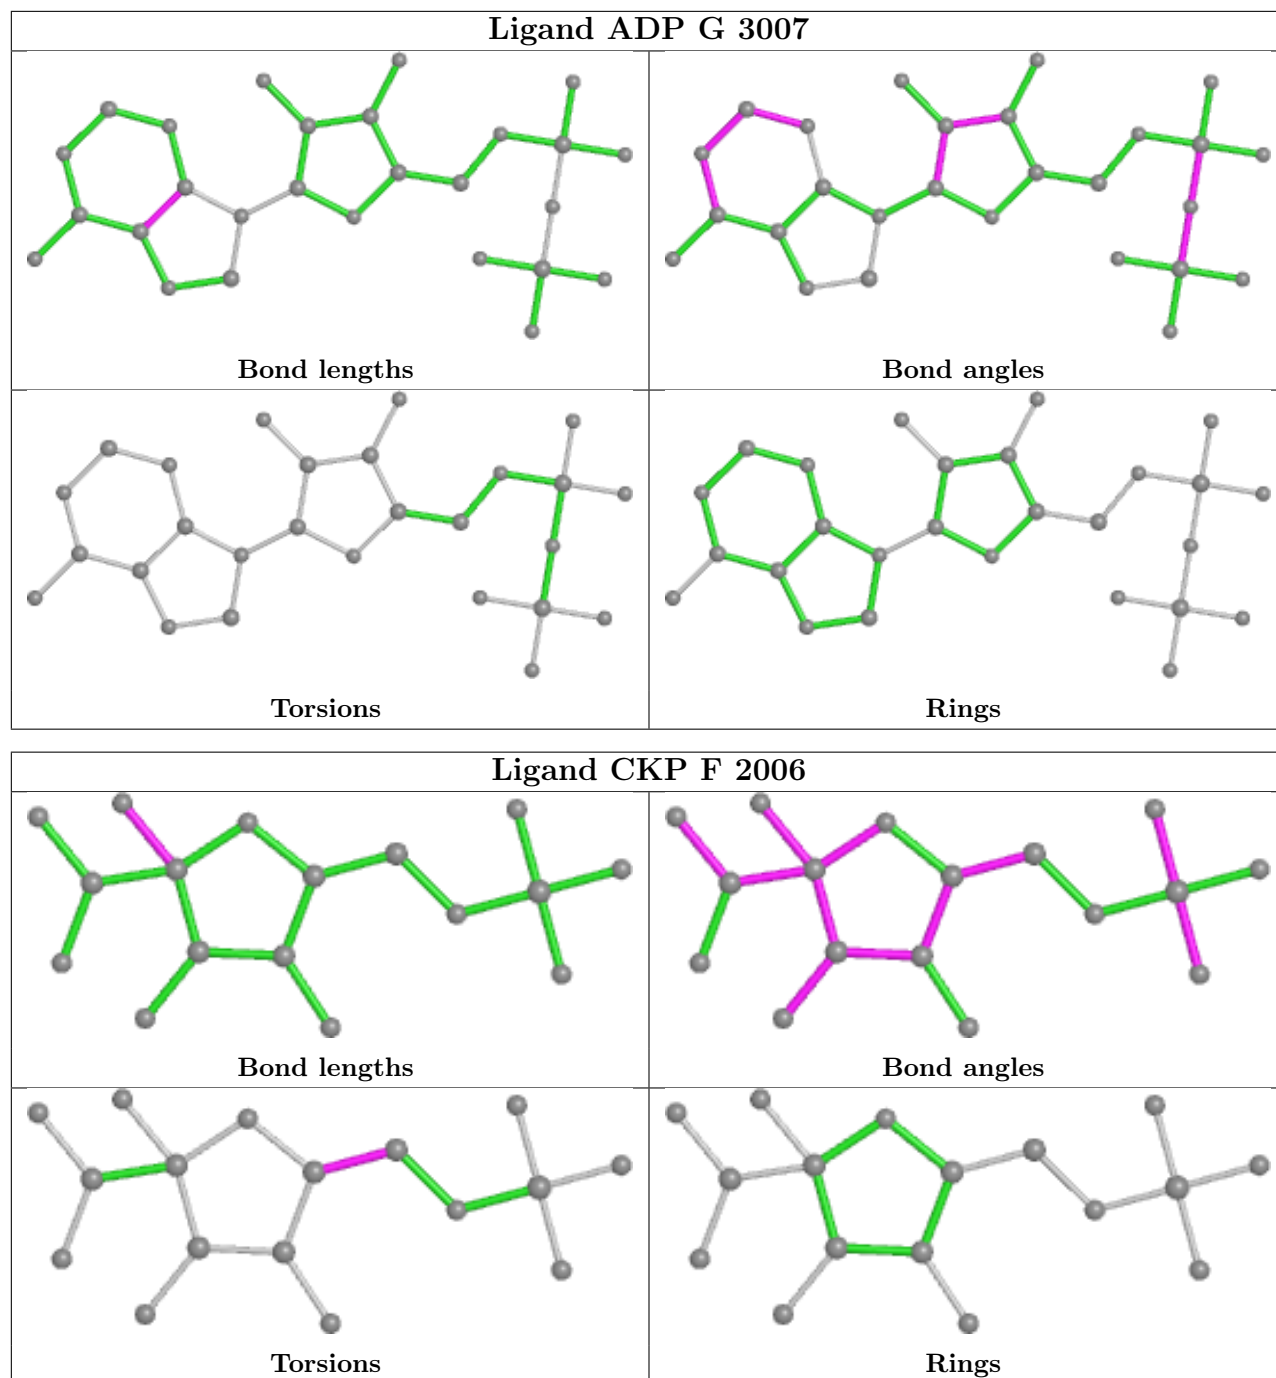 Ligand ADP G 3007
Bond lengths
Bond angles
Torsions
Rings
Ligand CKP F 2006
Bond lengths
Bond angles
Torsions
Rings